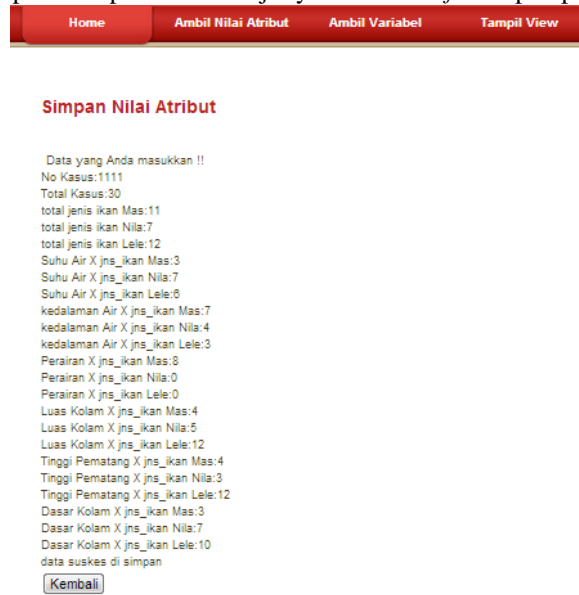 Home Ambil Nilai Atribut Ambil Variabel Tampil View
Simpan Nilai Atribut
Data yang Anda masukkan !!
No Kasus:1111
Total Kasus:30
total jenis ikan Mas:11
total jenis ikan Nila:7
total jenis ikan Lele:12
Suhu Air X jns_ikan Mas:3
Suhu Air X jns_ikan Nila:7
Suhu Air X jns_ikan Lele:6
kedalaman Air X jns_ikan Mas:7
kedalaman Air X jns_ikan Nila:4
kedalaman Air X jns_ikan Lele:3
Perairan X jns_ikan Mas:8
Perairan X jns_ikan Nila:0
Perairan X jns_ikan Lele:0
Luas Kolam X jns_ikan Mas:4
Luas Kolam X jns_ikan Nila:5
Luas Kolam X jns_ikan Lele:12
Tinggi Pematang X jns_ikan Mas:4
Tinggi Pematang X jns_ikan Nila:3
Tinggi Pematang X jns_ikan Lele:12
Dasar Kolam X jns_ikan Mas:3
Dasar Kolam X jns_ikan Nila:7
Dasar Kolam X jns_ikan Lele:10
data suskes di simpan
Kembali